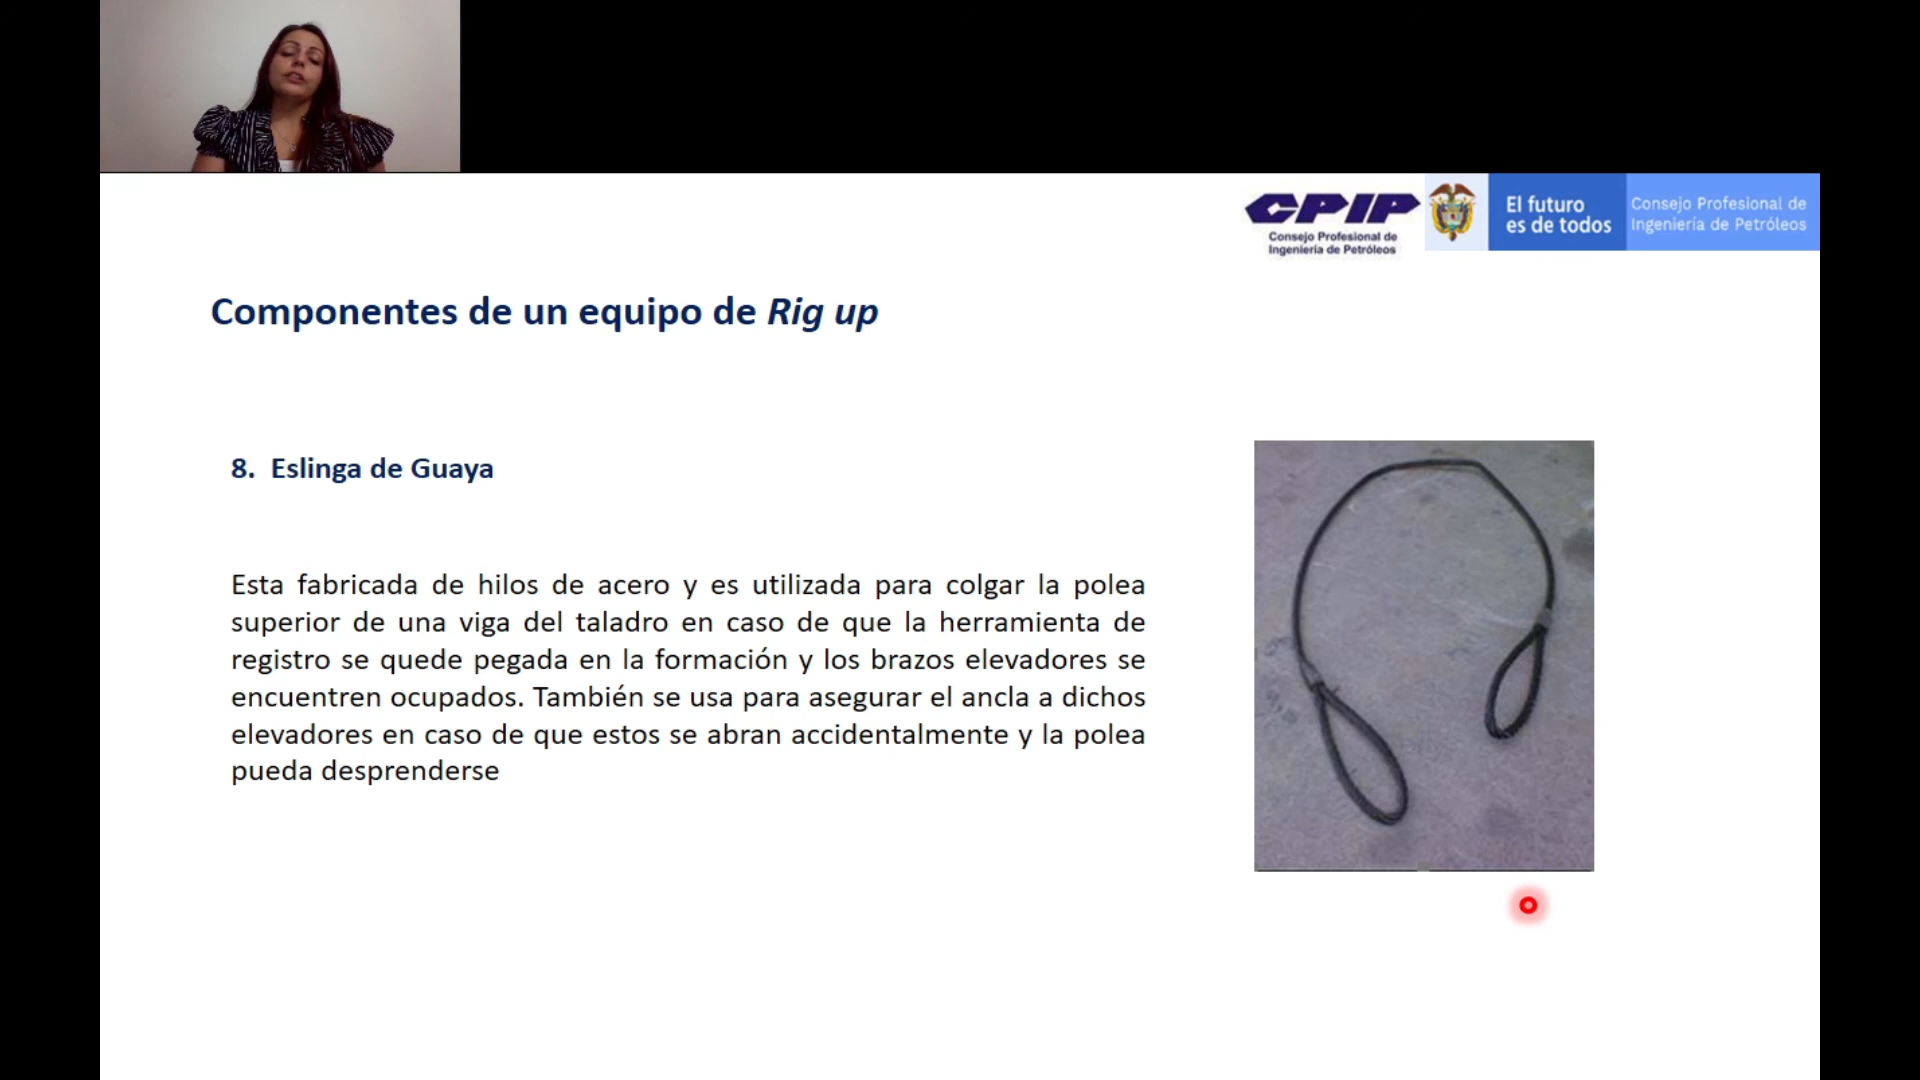 CPIP
Consejo Profesional de
Ingeniería de Petróleos
El futuro
es de todos
Consejo Profesional de
Ingeniería de Petróleos
Componentes de un equipo de Rig up
8. Eslinga de Guaya
Esta fabricada de hilos de acero y es utilizada para colgar la polea
superior de una viga del taladro en caso de que la herramienta de
registro se quede pegada en la formación y los brazos elevadores se
encuentren ocupados. También se usa para asegurar el ancla a dichos
elevadores en caso de que estos se abran accidentalmente y la polea
pueda desprenderse